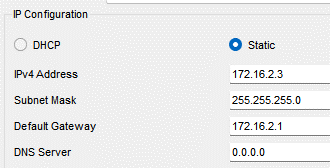 IP Configuration
DHCP Static
IPv4 Address 172.16.2.3
Subnet Mask 255.255.255.0
Default Gateway 172.16.2.1
DNS Server 0.0.0.0